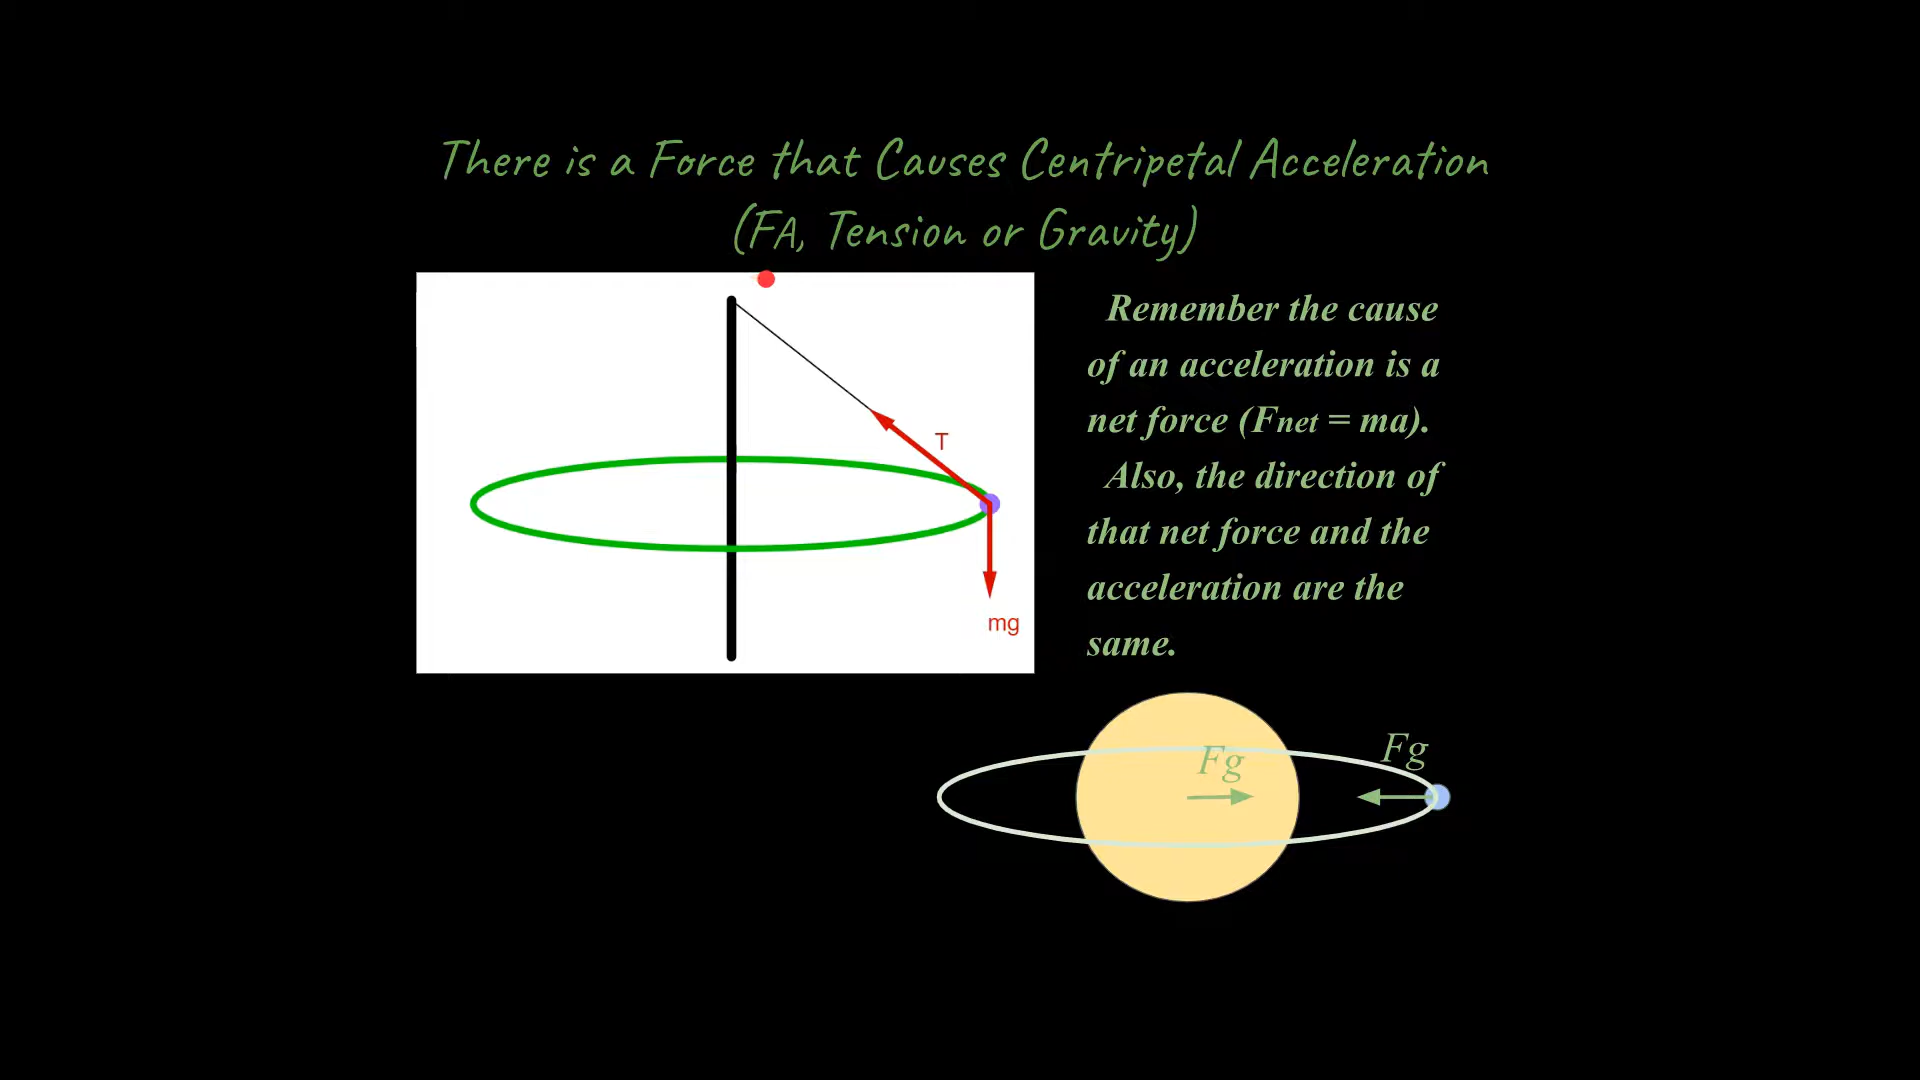 There is a Force that Causes Centripetal Acceleration
(FA, Tension or Gravity)
Remember the cause
of an acceleration is a
net force (Fnet = ma).
Also, the direction of
that net force and the
acceleration are the
same.
T
mg
Fg
Fg